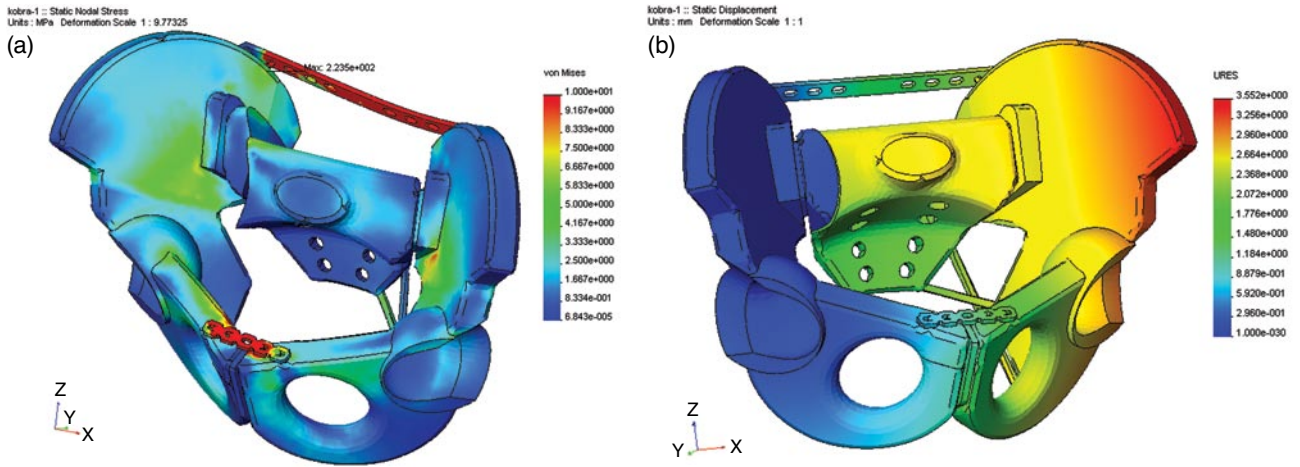 kobra-1 :: Static Nodal Stress
Units : MPa Deformation Scale 1 : 9.77325
(a)
Max: 2.235e+002
von Mises
1.000e+001
9.167e+000
8.333e+000
7.500e+000
6.667e+000
5.833e+000
5.000e+000
4.167e+000
3.333e+000
2.500e+000
1.667e+000
8.334e-001
6.843e-005
Z
Y
X
kobra-1 :: Static Displacement
Units : mm Deformation Scale 1 : 1
(b)
URES
3.552e+000
3.256e+000
2.960e+000
2.664e+000
2.368e+000
2.072e+000
1.776e+000
1.480e+000
1.184e+000
8.879e-001
5.920e-001
2.960e-001
1.000e-030
Z
Y
X